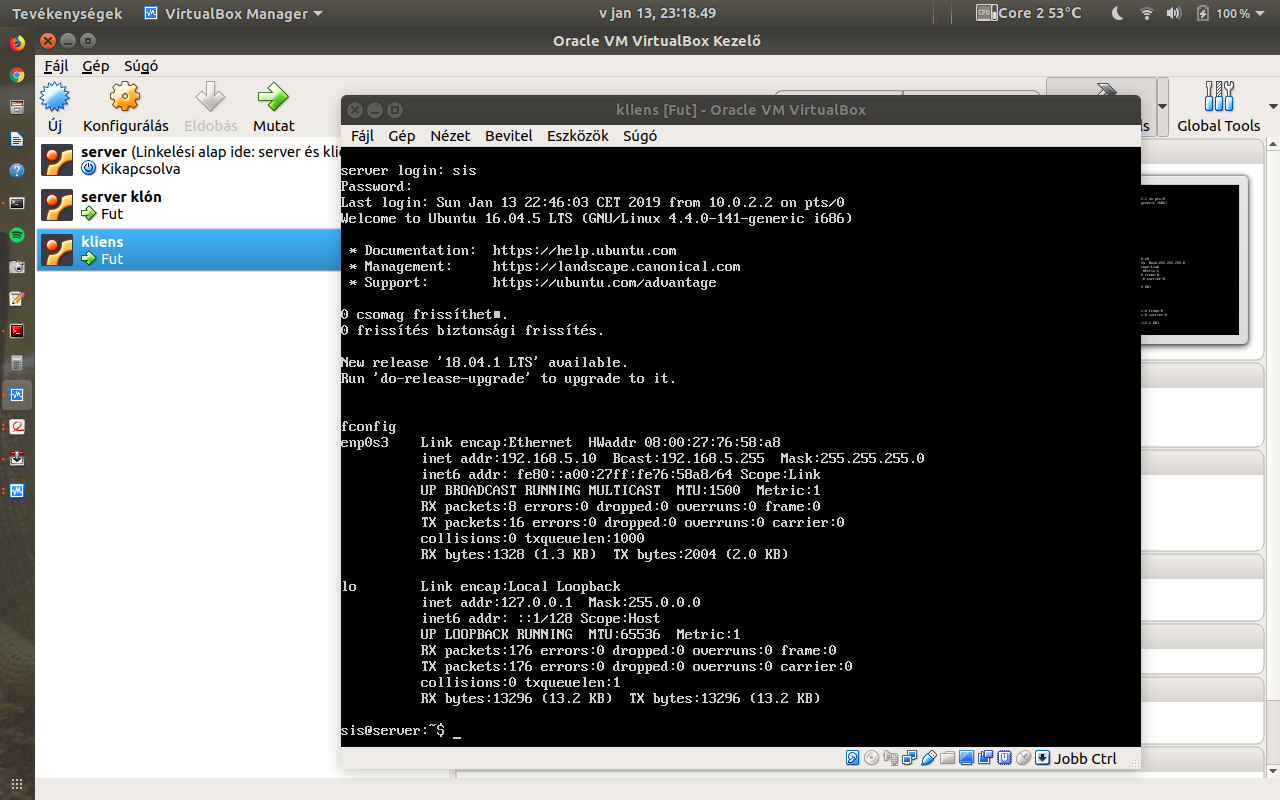 Tevékenységek VirtualBox Manager v jan 13, 23:18.49 CPU Core 2 53°C 100 %
Oracle VM VirtualBox Kezelő
Fájl Gép Súgó
Új Konfigurálás Eldobás Mutat Global Tools
server (Linkelési alap ide: server és
Kikapcsolva
server klón
Fut
kliens
Fut
kliens [Fut] - Oracle VM VirtualBox
Fájl Gép Nézet Bevitel Eszközök Súgó
server login: sis
Password:
Last login: Sun Jan 13 22:46:03 CET 2019 from 10.0.2.2 on pts/0
Welcome to Ubuntu 16.04.5 LTS (GNU/Linux 4.4.0-141-generic i686)
* Documentation: https://help.ubuntu.com
* Management: https://landscape.canonical.com
* Support: https://ubuntu.com/advantage
0 csomag frissíthet■.
0 frissítés biztonsági frissítés.
New release '18.04.1 LTS' available.
Run 'do-release-upgrade' to upgrade to it.
fconfig
enp0s3 Link encap:Ethernet HWaddr 08:00:27:76:58:a8
inet addr:192.168.5.10 Bcast:192.168.5.255 Mask:255.255.255.0
inet6 addr: fe80::a00:27ff:fe76:58a8/64 Scope:Link
UP BROADCAST RUNNING MULTICAST MTU:1500 Metric:1
RX packets:8 errors:0 dropped:0 overruns:0 frame:0
TX packets:16 errors:0 dropped:0 overruns:0 carrier:0
collisions:0 txqueuelen:1000
RX bytes:1328 (1.3 KB) TX bytes:2004 (2.0 KB)
lo Link encap:Local Loopback
inet addr:127.0.0.1 Mask:255.0.0.0
inet6 addr: ::1/128 Scope:Host
UP LOOPBACK RUNNING MTU:65536 Metric:1
RX packets:176 errors:0 dropped:0 overruns:0 frame:0
TX packets:176 errors:0 dropped:0 overruns:0 carrier:0
collisions:0 txqueuelen:1
RX bytes:13296 (13.2 KB) TX bytes:13296 (13.2 KB)
sis@server:~$ _
Jobb Ctrl